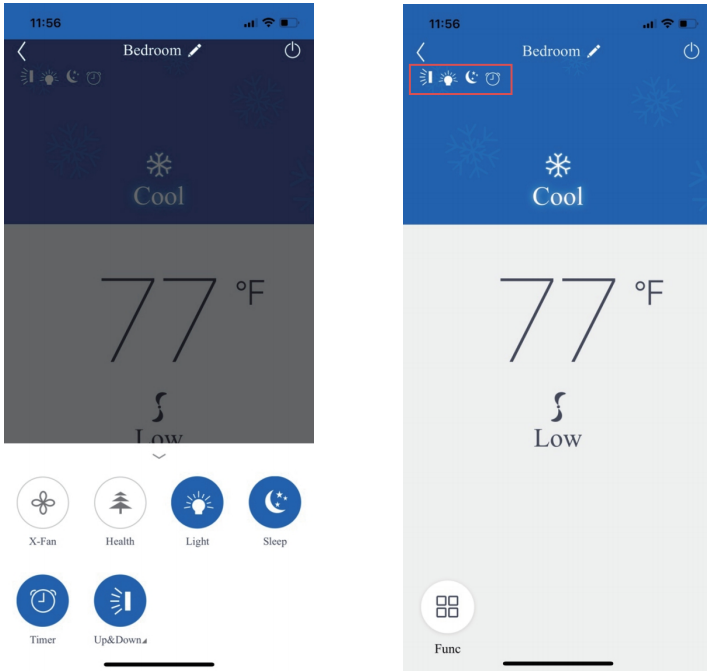 11:56
Bedroom
Cool
77 °F
Low
X-Fan Health Light Sleep
Timer Up&Down
11:56
Bedroom
Cool
77 °F
Low
Func